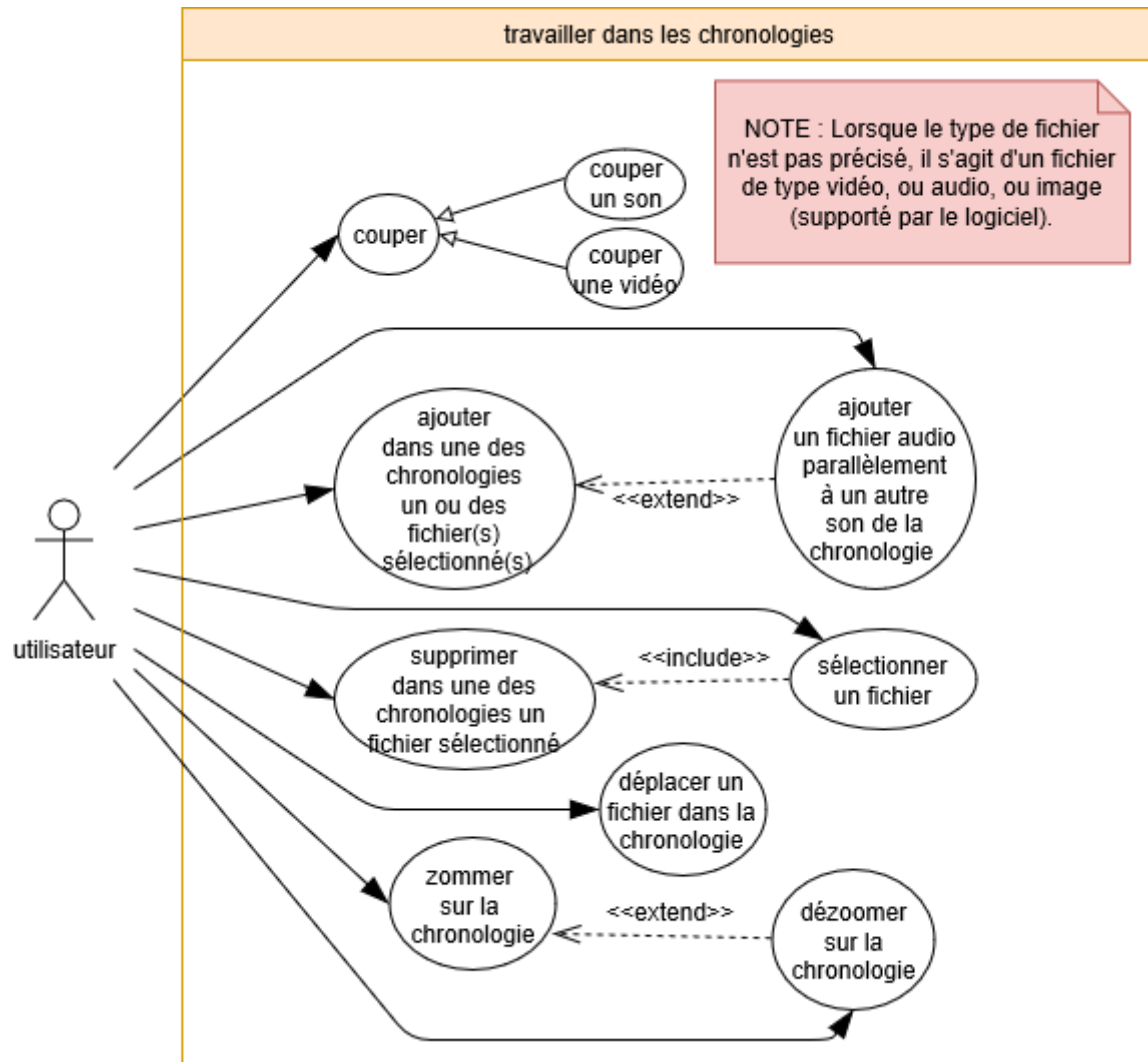 travailler dans les chronologies
NOTE : Lorsque le type de fichier
n'est pas précisé, il s'agit d'un fichier
de type vidéo, ou audio, ou image
(supporté par le logiciel).
couper
un son
couper
couper
une vidéo
ajouter
dans une des
chronologies
un ou des
fichier(s)
sélectionné(s)
<<extend>>
ajouter
un fichier audio
parallèlement
à un autre
son de la
chronologie
utilisateur
supprimer
dans une des
chronologies un
fichier sélectionné
<<include>>
sélectionner
un fichier
déplacer un
fichier dans la
chronologie
zommer
sur la
chronologie
<<extend>>
dézoomer
sur la
chronologie